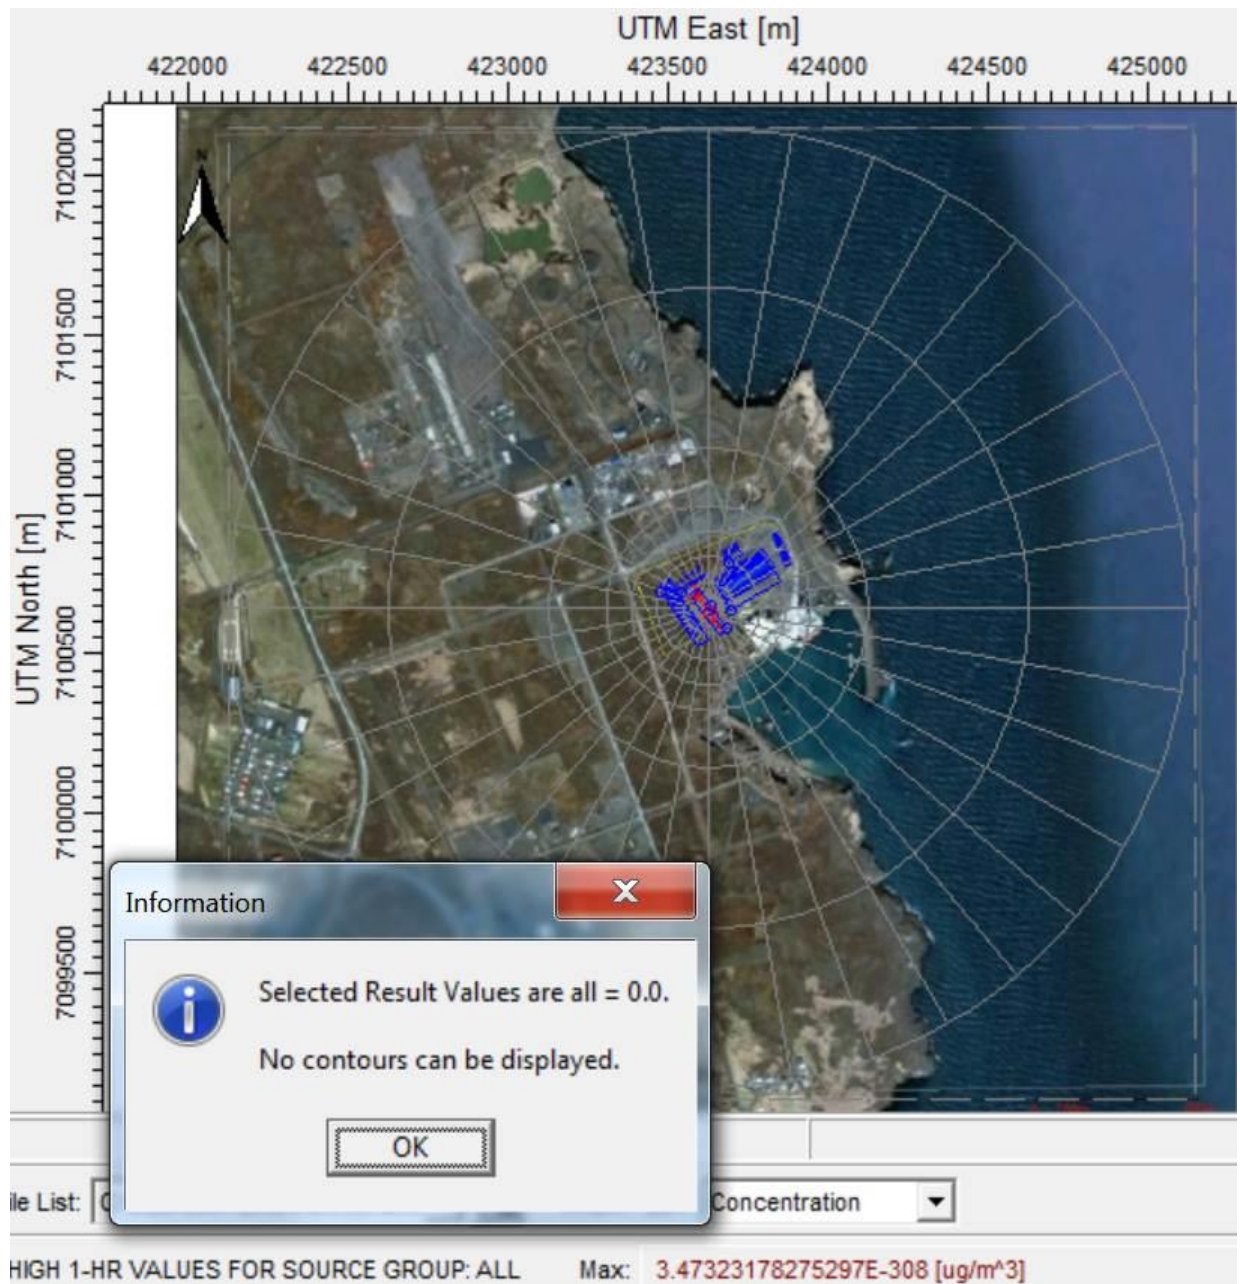 UTM East [m]
422000 422500 423000 423500 424000 424500 425000
UTM North [m]
7102000
7101500
7101000
7100500
7100000
7099500
N
Information
X
Selected Result Values are all = 0.0.
No contours can be displayed.
OK
ile List:
Concentration
HIGH 1-HR VALUES FOR SOURCE GROUP: ALL Max: 3.47323178275297E-308 [ug/m^3]